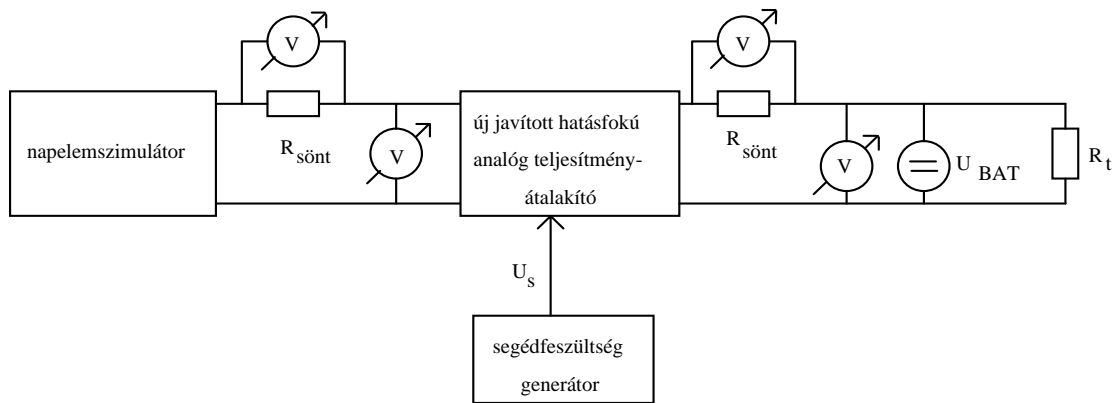 V
V
napelemszimulátor
R sönt
V
új javított hatásfokú
analóg teljesítmény-
átalakító
R sönt
V
U BAT
R t
U s
segédfeszültség
generátor